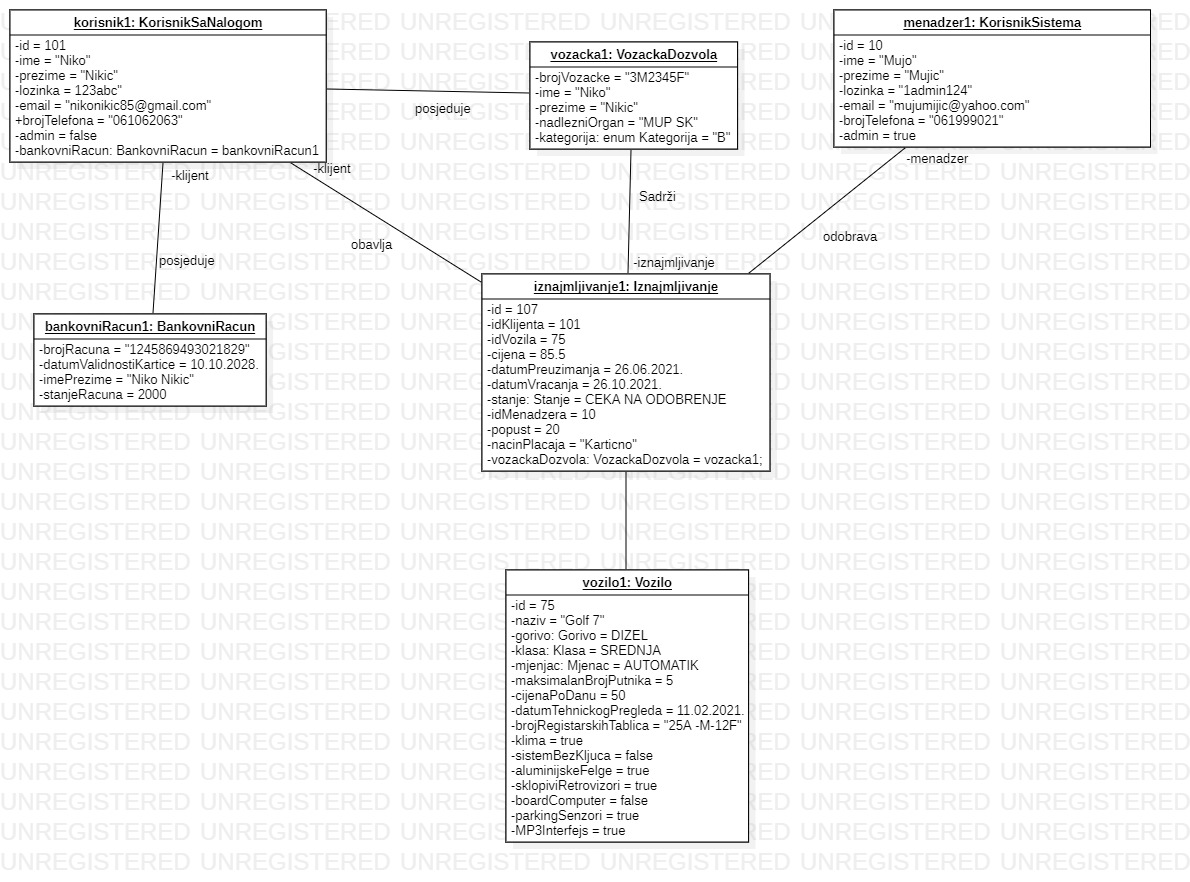 korisnik1: KorisnikSaNalogom
-id = 101
-ime = "Niko"
-prezime = "Nikic"
-lozinka = 123abc"
-email = "nikonikic85@gmail.com"
+brojTelefona = "061062063"
-admin = false
-bankovniRacun: BankovniRacun = bankovniRacun1
posjeduje
vozacka1: VozackaDozvola
-brojVozacke = "3M2345F"
-ime = "Niko"
-prezime = "Nikic"
-nadlezniOrgan = "MUP SK"
-kategorija: enum Kategorija = "B"
menadzer1: KorisnikSistema
-id = 10
-ime = "Mujo"
-prezime = "Mujic"
-lozinka = "1admin124"
-email = "mujumijic@yahoo.com"
-brojTelefona = "061999021"
-admin = true
-klijent
-klijent
-menadzer
Sadrži
obavlja
odobrava
posjeduje
-iznajmljivanje
bankovniRacun1: BankovniRacun
-brojRacuna = "1245869493021829"
-datumValidnostiKartice = 10.10.2028.
-imePrezime = "Niko Nikic"
-stanjeRacuna = 2000
iznajmljivanje1: Iznajmljivanje
-id = 107
-idKlijenta = 101
-idVozila = 75
-cijena = 85.5
-datumPreuzimanja = 26.06.2021.
-datumVracanja = 26.10.2021.
-stanje: Stanje = CEKA NA ODOBRENJE
-idMenadzera = 10
-popust = 20
-nacinPlacaja = "Karticno"
-vozackaDozvola: VozackaDozvola = vozacka1;
vozilo1: Vozilo
-id = 75
-naziv = "Golf 7"
-gorivo: Gorivo = DIZEL
-klasa: Klasa = SREDNJA
-mjenjac: Mjenac = AUTOMATIK
-maksimalanBrojPutnika = 5
-cijenaPoDanu = 50
-datumTehnickogPregleda = 11.02.2021.
-brojRegistarskihTablica = "25A -M-12F"
-klima = true
-sistemBezKljuca = false
-aluminijskeFelge = true
-sklopiviRetrovizori = true
-boardComputer = false
-parkingSenzori = true
-MP3Interfejs = true
UNREGISTERED